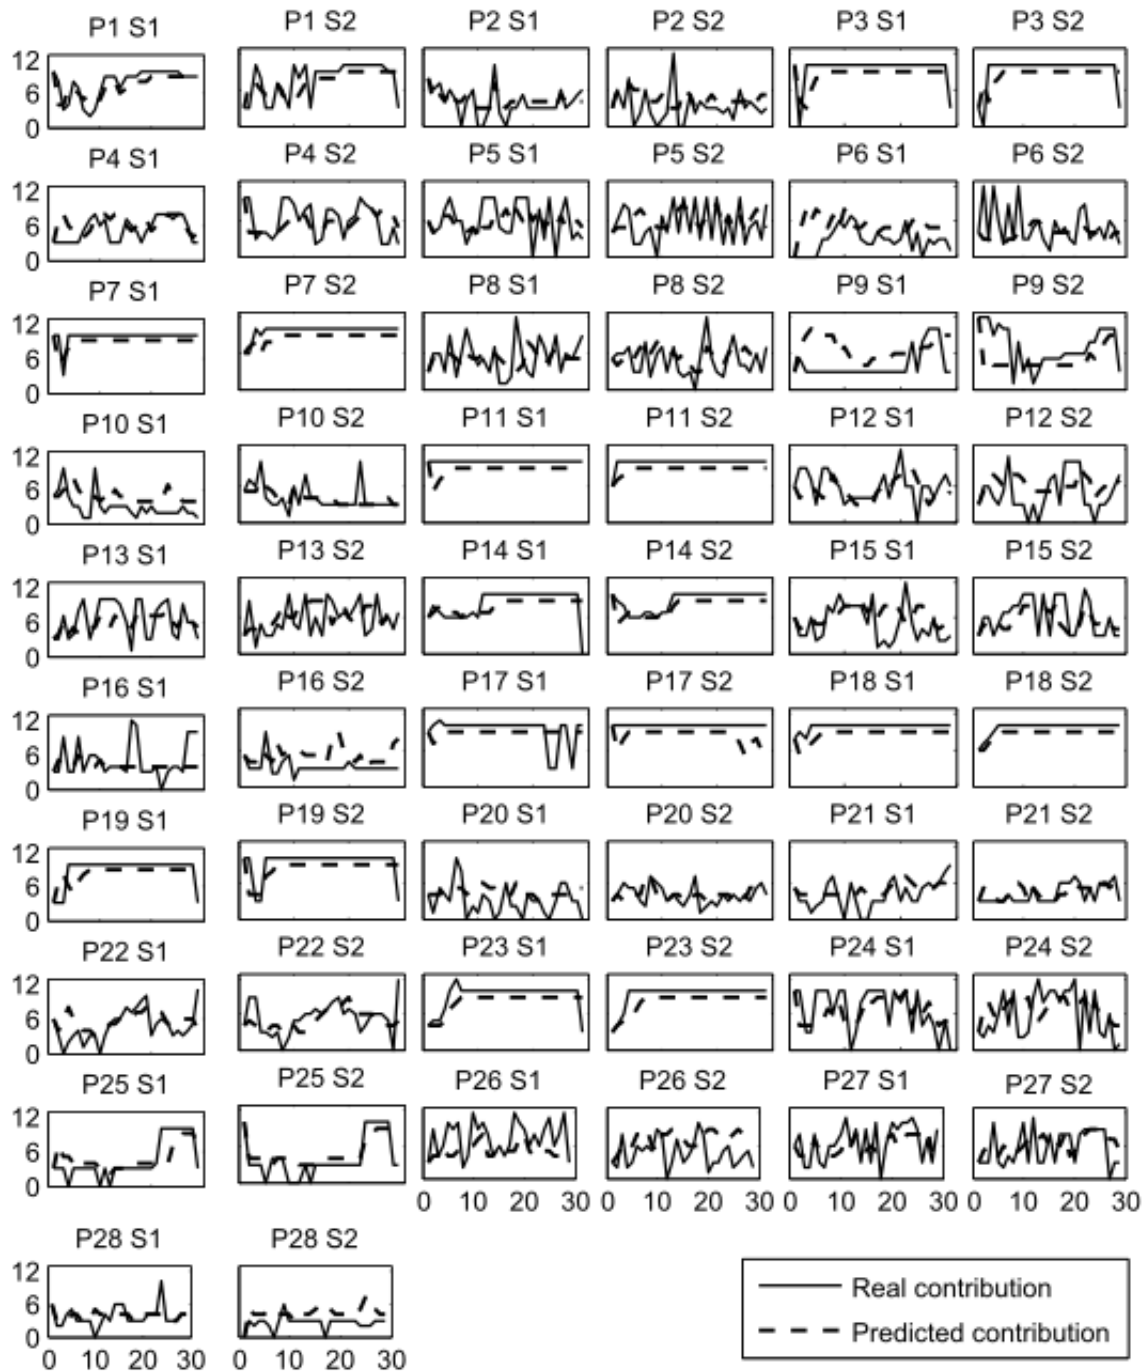 P1 S1 P1 S2 P2 S1 P2 S2 P3 S1 P3 S2
12
6
0
P4 S1 P4 S2 P5 S1 P5 S2 P6 S1 P6 S2
12
6
0
P7 S1 P7 S2 P8 S1 P8 S2 P9 S1 P9 S2
12
6
0
P10 S1 P10 S2 P11 S1 P11 S2 P12 S1 P12 S2
12
6
0
P13 S1 P13 S2 P14 S1 P14 S2 P15 S1 P15 S2
12
6
0
P16 S1 P16 S2 P17 S1 P17 S2 P18 S1 P18 S2
12
6
0
P19 S1 P19 S2 P20 S1 P20 S2 P21 S1 P21 S2
12
6
0
P22 S1 P22 S2 P23 S1 P23 S2 P24 S1 P24 S2
12
6
0
P25 S1 P25 S2 P26 S1 P26 S2 P27 S1 P27 S2
12
6
0
0 10 20 30 0 10 20 30 0 10 20 30 0 10 20 30
P28 S1 P28 S2
12
6
0
0 10 20 30 0 10 20 30
Real contribution
Predicted contribution